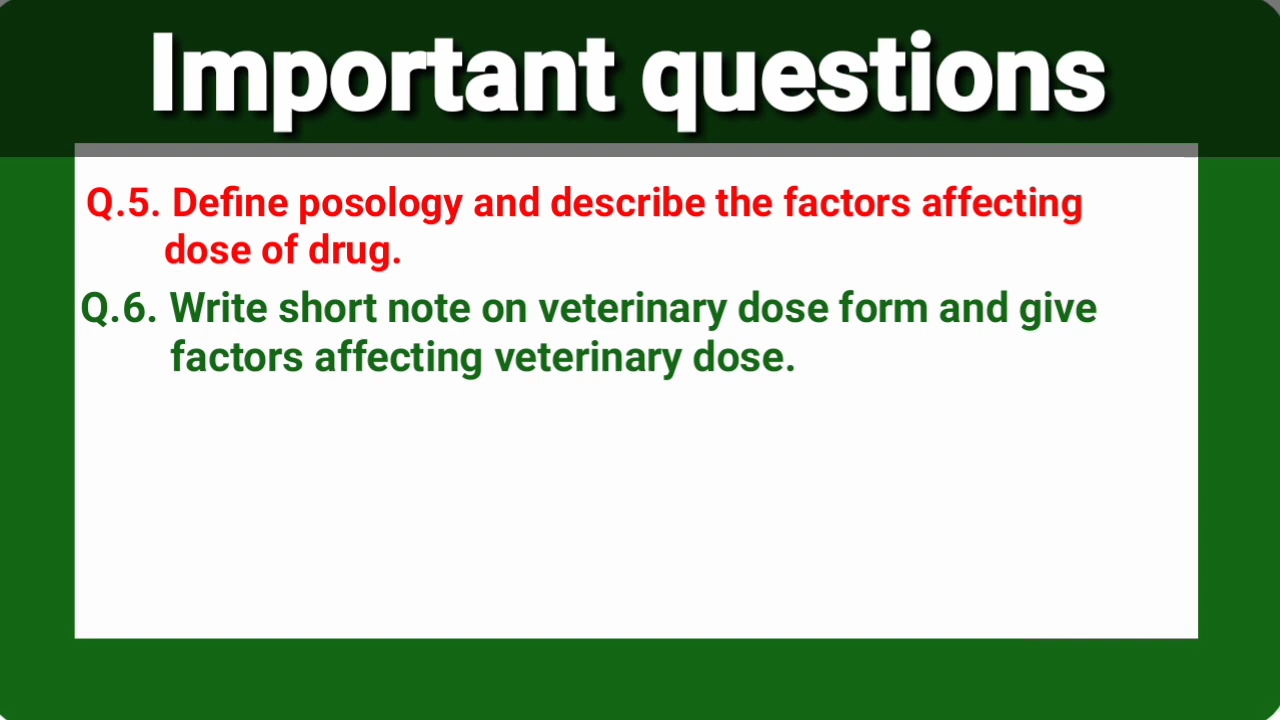 Important questions
Q.5. Define posology and describe the factors affecting
dose of drug.
Q.6. Write short note on veterinary dose form and give
factors affecting veterinary dose.